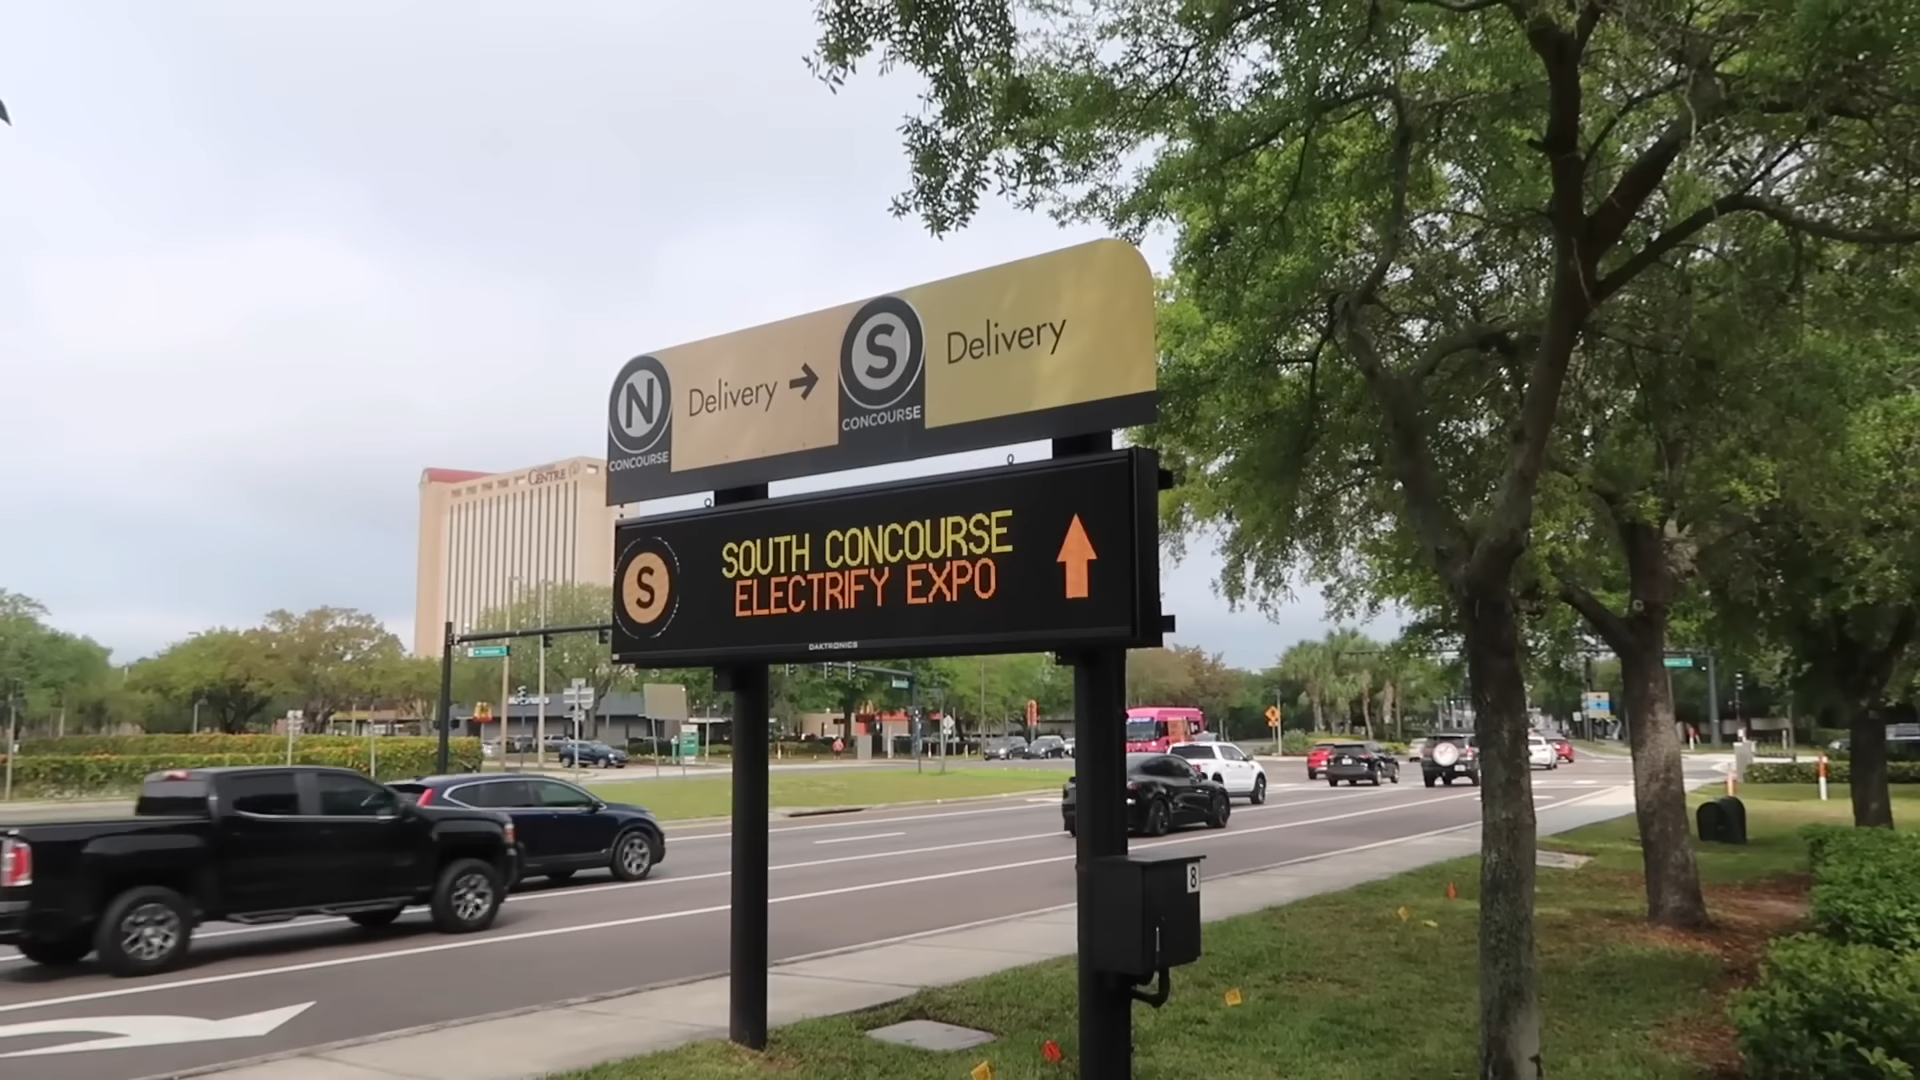 N
CONCOURSE
Delivery →
S
CONCOURSE
Delivery
CENTRE
S
SOUTH CONCOURSE
ELECTRIFY EXPO
DAKTRONICS
8